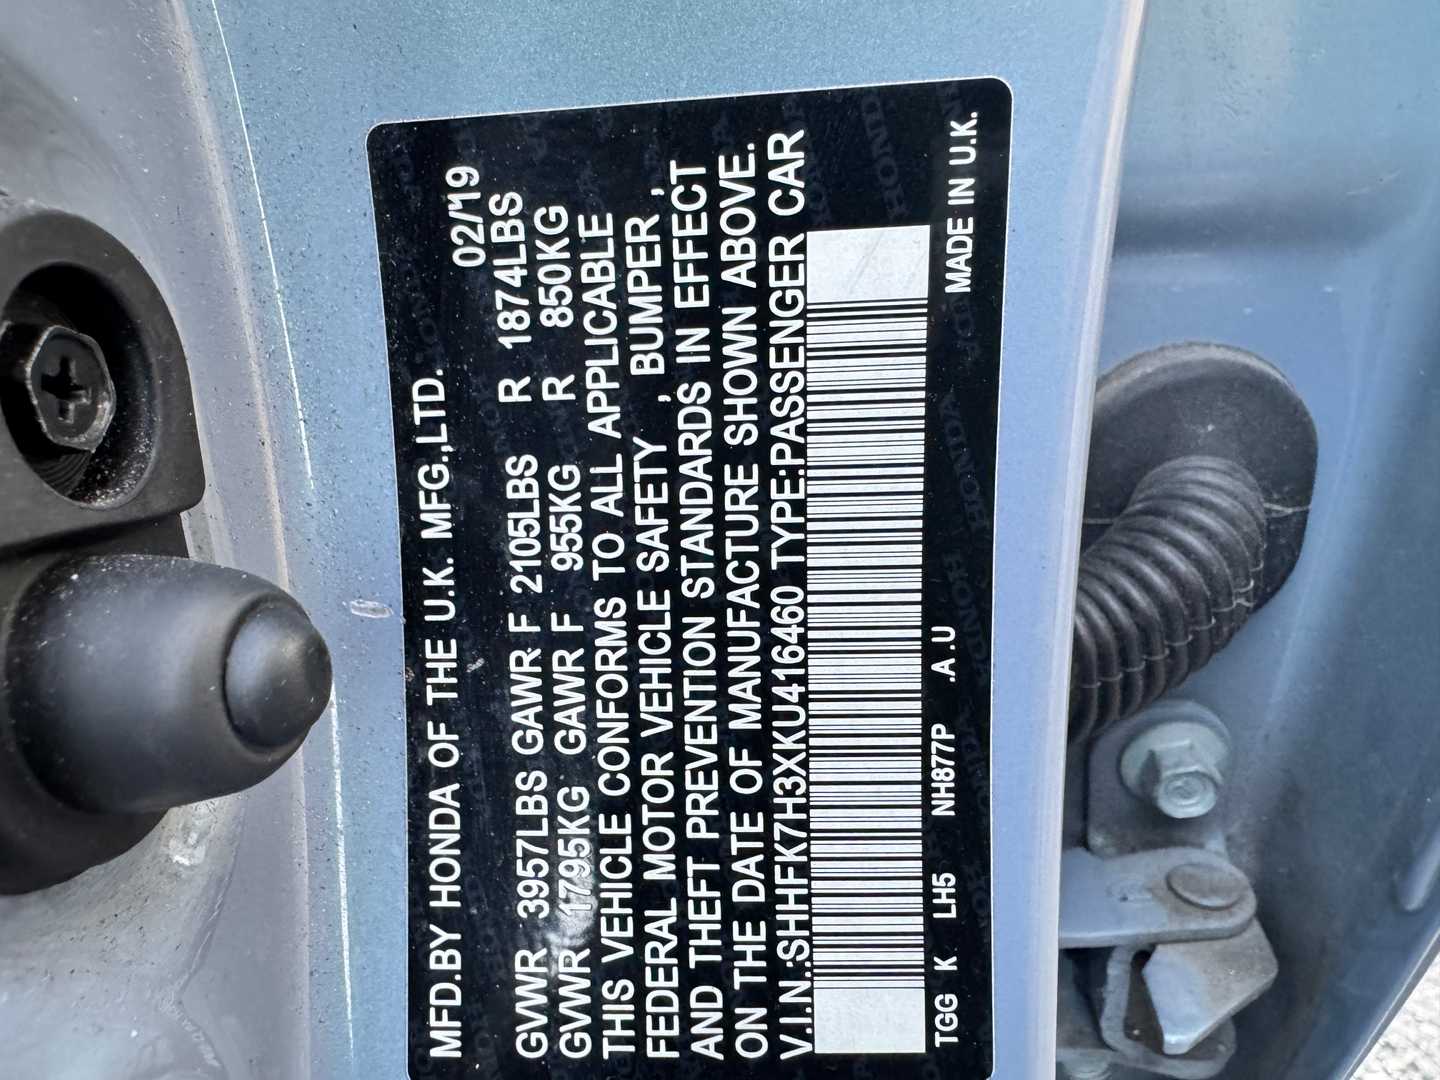 MFD.BY HONDA OF THE U.K. MFG.,LTD. 02/'19
GVWR 3957LBS GAWR F 2105LBS R 1874LBS
GVWR 1795KG GAWR F 955KG R 850KG
THIS VEHICLE CONFORMS TO ALL APPLICABLE
FEDERAL MOTOR VEHICLE SAFETY , BUMPER ,
AND THEFT PREVENTION STANDARDS IN EFFECT
ON THE DATE OF MANUFACTURE SHOWN ABOVE.
V.I.N.:SHHFK7H3XKU416460 TYPE:PASSENGER CAR
TGG K LH5 NH877P .A .U MADE IN U.K.